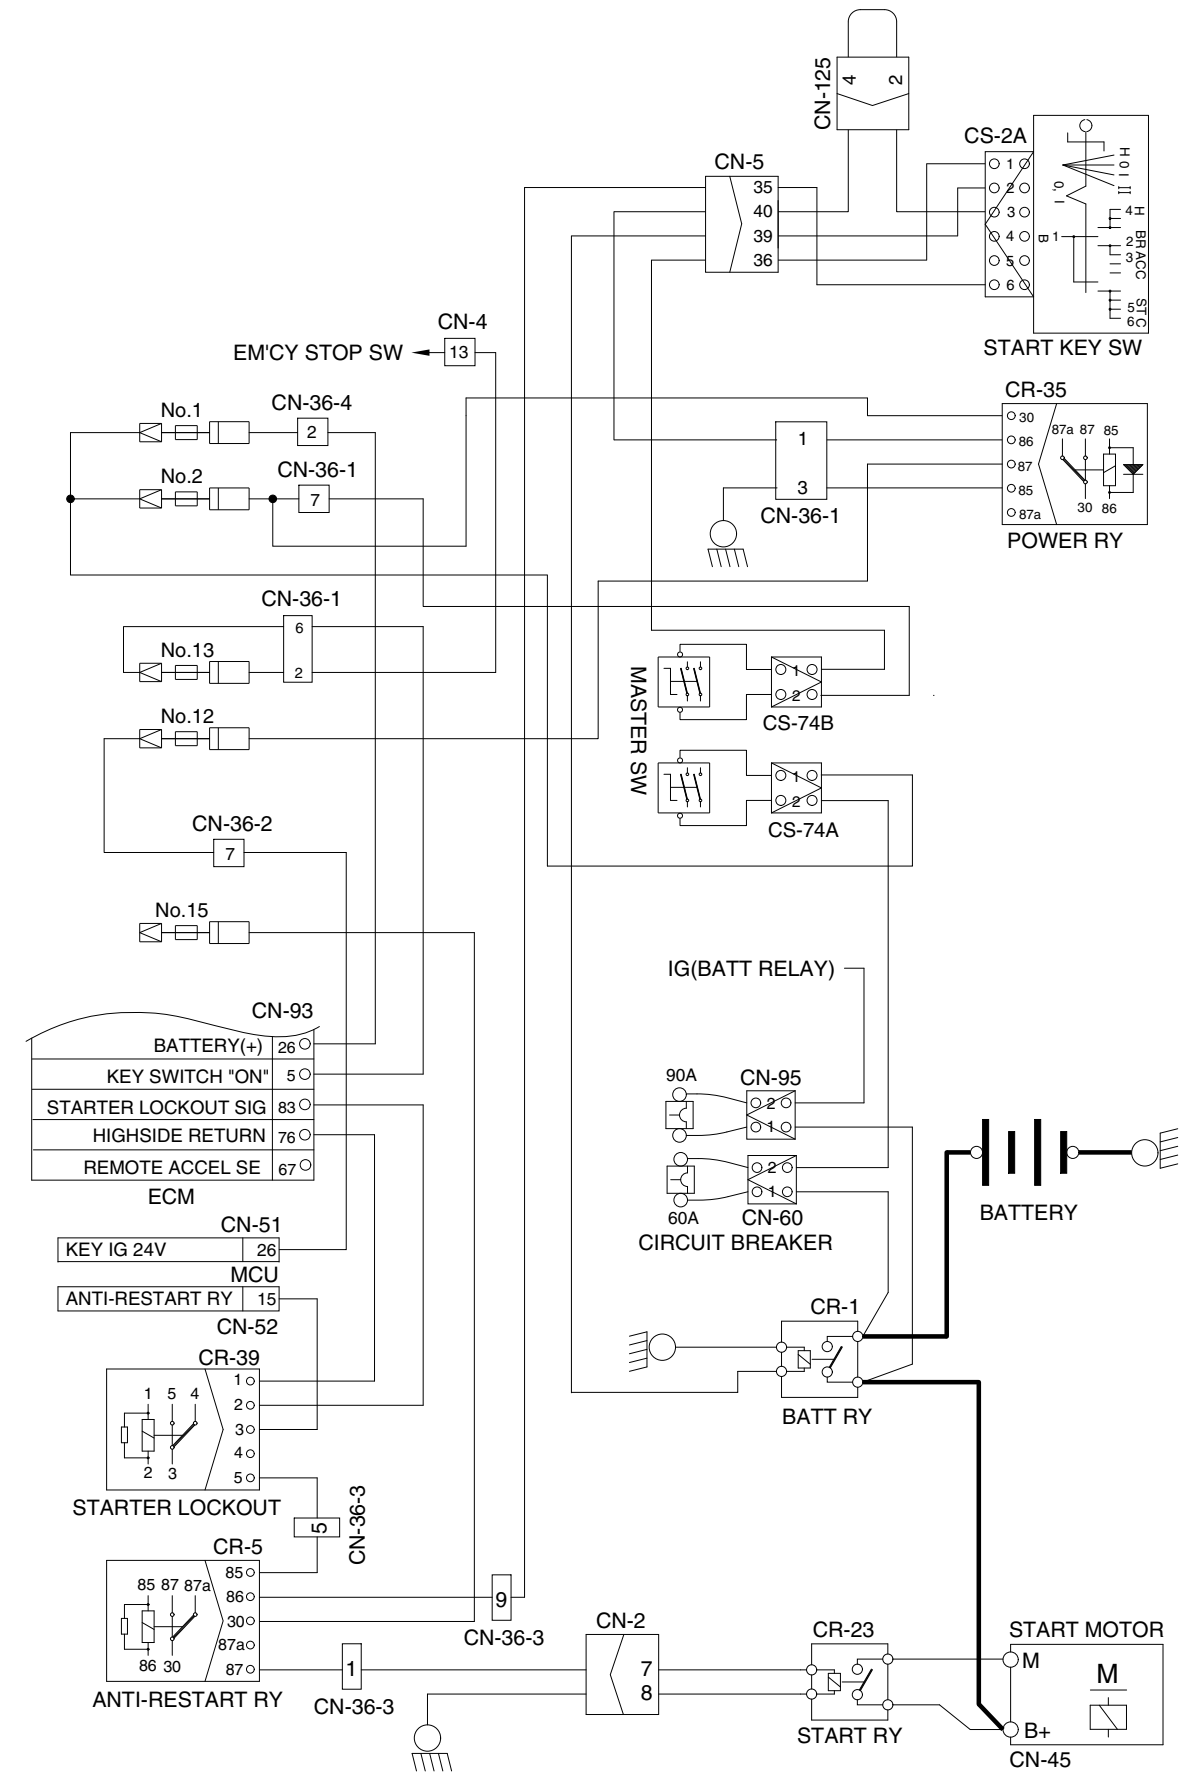 CN-125
4 2
CS-2A
1
2
3
4
5
6
H 0 I II
0, I
B 1
4 H
2 BR
3 ACC
5 ST
6 C
START KEY SW
CN-5
35
40
39
36
CN-4
EM'CY STOP SW 13
CR-35
30
86
87
85
87a
87a 87 85
30 86
POWER RY
No.1
CN-36-4
2
No.2
CN-36-1
7
1
3
CN-36-1
CN-36-1
6
2
No.13
No.12
MASTER SW
1
2
CS-74B
1
2
CS-74A
CN-36-2
7
No.15
IG(BATT RELAY)
CN-93
BATTERY(+) 26
KEY SWITCH "ON" 5
STARTER LOCKOUT SIG 83
HIGHSIDE RETURN 76
REMOTE ACCEL SE 67
ECM
90A
CN-95
2
1
2
1
60A
CN-60
CIRCUIT BREAKER
BATTERY
CN-51
KEY IG 24V 26
MCU
ANTI-RESTART RY 15
CN-52
CR-1
BATT RY
CR-39
1
2
3
4
5
1 5 4
2 3
STARTER LOCKOUT
5
CN-36-3
CR-5
85
86
30
87a
87
85 87 87a
86 30
ANTI-RESTART RY
9
CN-36-3
1
CN-36-3
CN-2
7
8
CR-23
START RY
START MOTOR
M
M
B+
CN-45